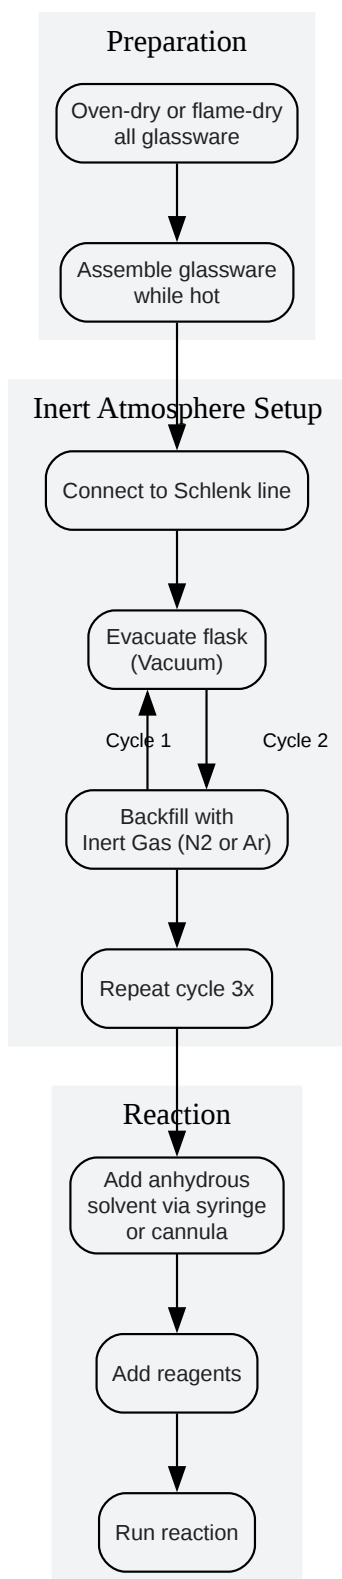 Preparation
Oven-dry or flame-dry
all glassware
Assemble glassware
while hot
Inert Atmosphere Setup
Connect to Schlenk line
Evacuate flask
(Vacuum)
Cycle 1
Cycle 2
Backfill with
Inert Gas (N2 or Ar)
Repeat cycle 3x
Reaction
Add anhydrous
solvent via syringe
or cannula
Add reagents
Run reaction